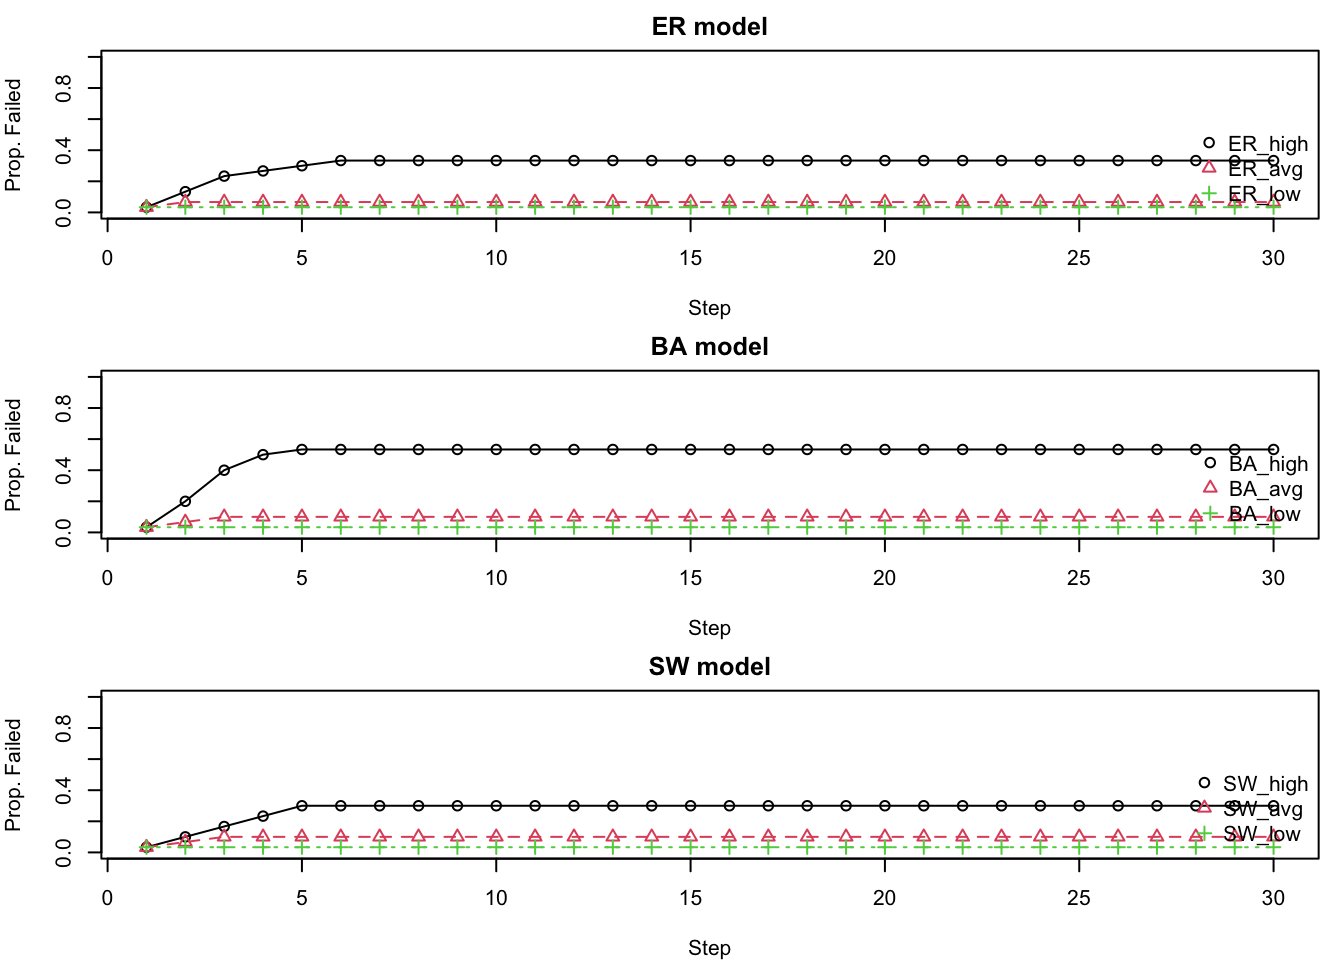 ER model
Prop. Failed
0.0 0.4 0.8
ER_high
ER_avg
ER_low
0 5 10 15 20 25 30
Step
BA model
Prop. Failed
0.0 0.4 0.8
BA_high
BA_avg
BA_low
0 5 10 15 20 25 30
Step
SW model
Prop. Failed
0.0 0.4 0.8
SW_high
SW_avg
SW_low
0 5 10 15 20 25 30
Step